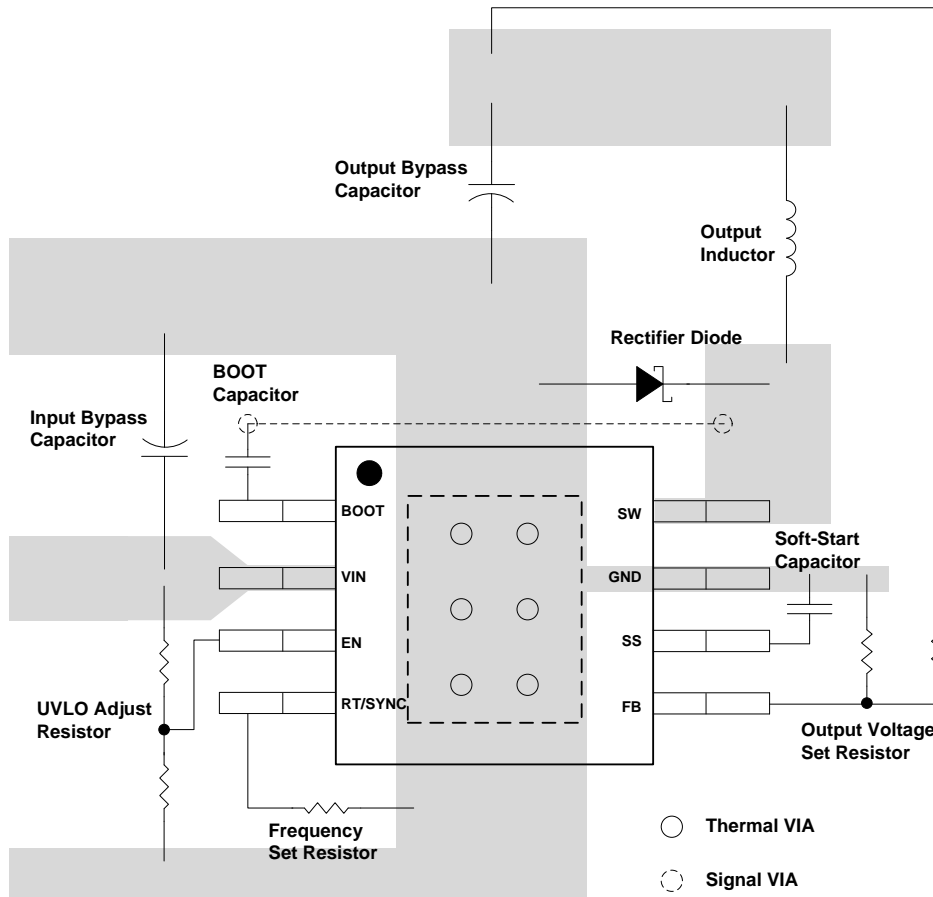 Output Bypass
Capacitor
Output
Inductor
Rectifier Diode
BOOT
Capacitor
Input Bypass
Capacitor
BOOT
SW
Soft-Start
Capacitor
VIN
GND
EN
SS
UVLO Adjust
Resistor
RT/SYNC
FB
Output Voltage
Set Resistor
Frequency
Set Resistor
Thermal VIA
Signal VIA